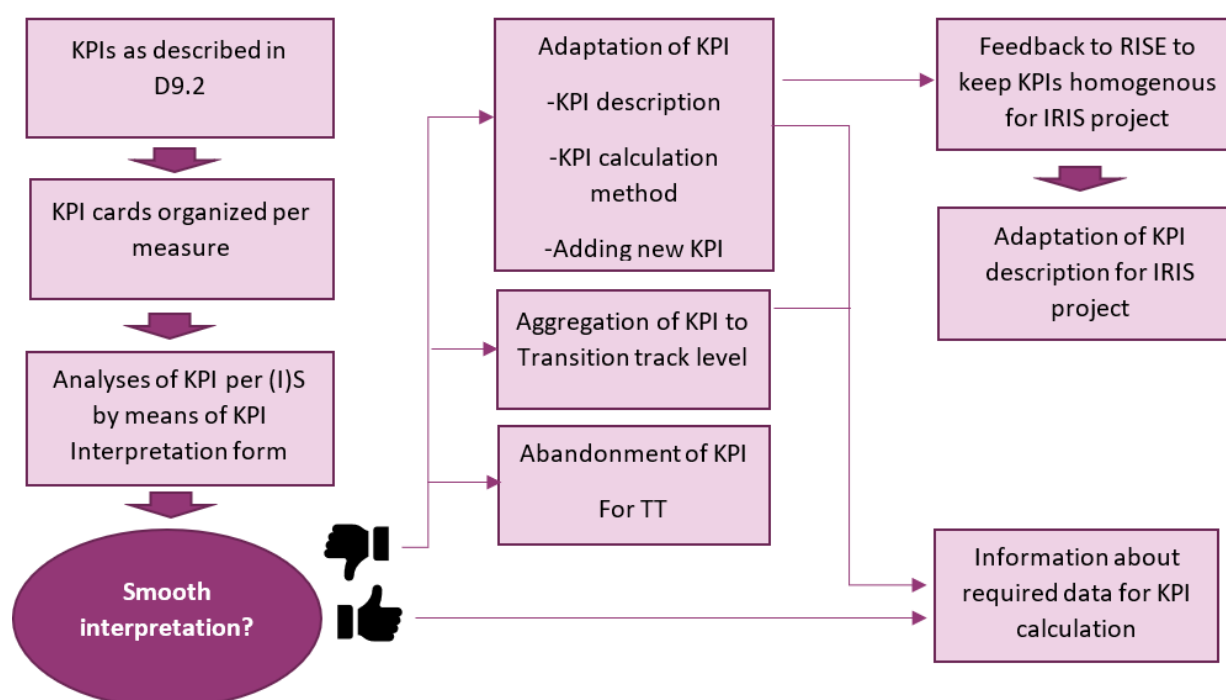 KPIs as described in
D9.2
KPI cards organized per
measure
Analyses of KPI per (I)S
by means of KPI
Interpretation form
Smooth
interpretation?
Adaptation of KPI
-KPI description
-KPI calculation
method
-Adding new KPI
Aggregation of KPI to
Transition track level
Abandonment of KPI
For TT
Feedback to RISE to
keep KPIs homogenous
for IRIS project
Adaptation of KPI
description for IRIS
project
Information about
required data for KPI
calculation